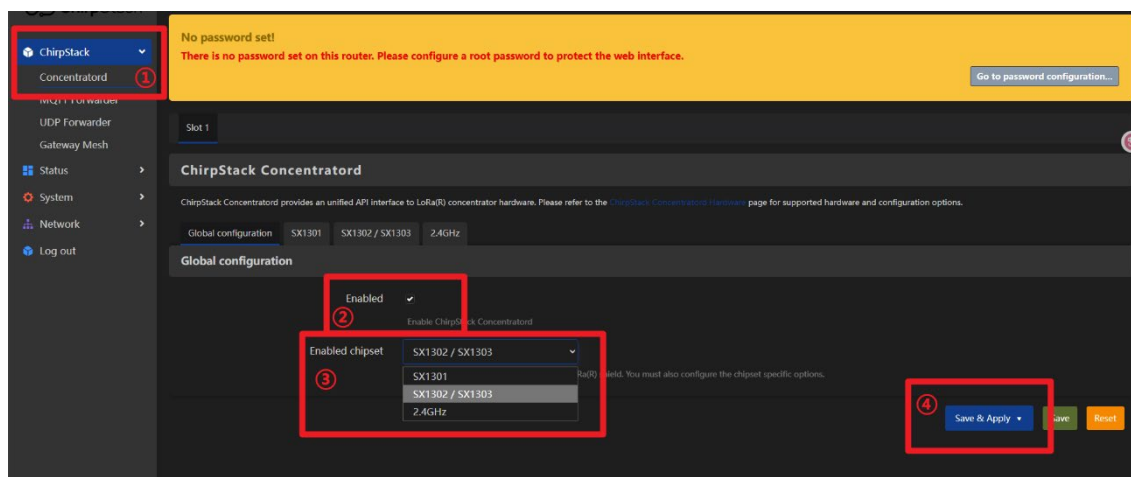 ChirpStack
No password set!
There is no password set on this router. Please configure a root password to protect the web interface.
Go to password configuration...
ChirpStack
Concentratord
①
MQTT Forwarder
UDP Forwarder
Gateway Mesh
Status
System
Network
Log out
Slot 1
ChirpStack Concentratord
ChirpStack Concentratord provides an unified API interface to LoRa(R) concentrator hardware. Please refer to the ChirpStack Concentratord Hardware page for supported hardware and configuration options.
Global configuration SX1301 SX1302 / SX1303 2.4GHz
Global configuration
Enabled
②
Enable ChirpStack Concentratord
Enabled chipset SX1302 / SX1303
③
SX1301
SX1302 / SX1303
2.4GHz
Ra(R) shield. You must also configure the chipset specific options.
④
Save & Apply Save Reset